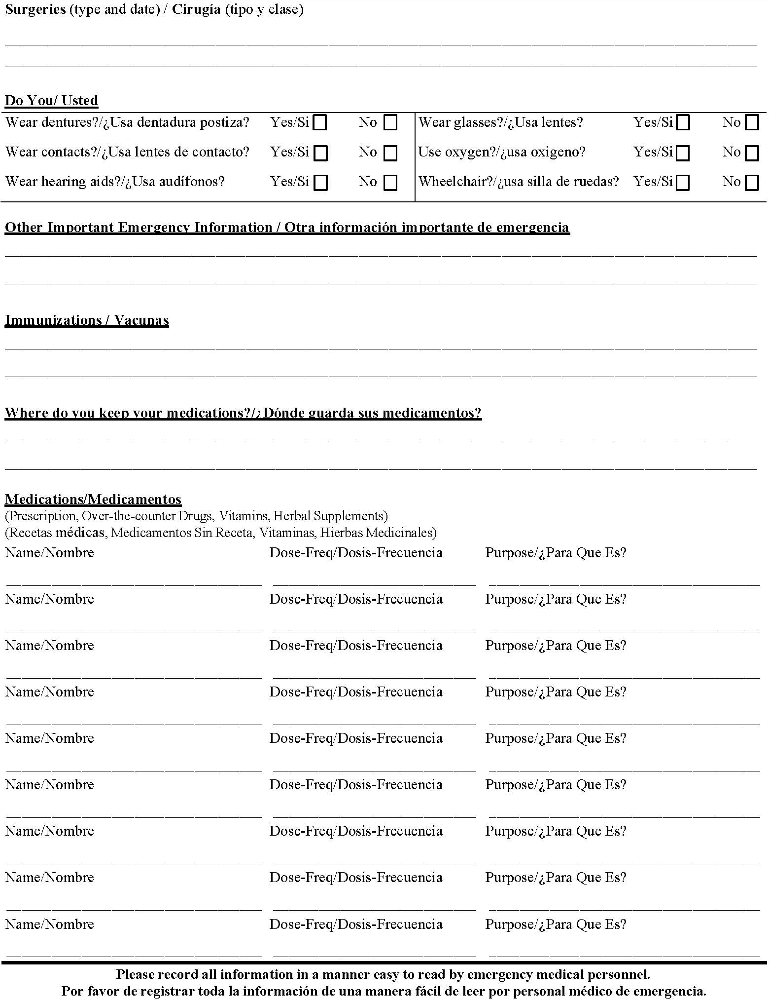 Surgeries (type and date) / Cirugía (tipo y clase)
Do You/ Usted
Wear dentures?/¿Usa dentadura postiza? Yes/Si No Wear glasses?/¿Usa lentes? Yes/Si No
Wear contacts?/¿Usa lentes de contacto? Yes/Si No Use oxygen?/¿usa oxigeno? Yes/Si No
Wear hearing aids?/¿Usa audífonos? Yes/Si No Wheelchair?/¿usa silla de ruedas? Yes/Si No
Other Important Emergency Information / Otra información importante de emergencia
Immunizations / Vacunas
Where do you keep your medications?/¿Dónde guarda sus medicamentos?
Medications/Medicamentos
(Prescription, Over-the-counter Drugs, Vitamins, Herbal Supplements)
(Recetas médicas, Medicamentos Sin Receta, Vitaminas, Hierbas Medicinales)
Name/Nombre Dose-Freq/Dosis-Frecuencia Purpose/¿Para Que Es?
Name/Nombre Dose-Freq/Dosis-Frecuencia Purpose/¿Para Que Es?
Name/Nombre Dose-Freq/Dosis-Frecuencia Purpose/¿Para Que Es?
Name/Nombre Dose-Freq/Dosis-Frecuencia Purpose/¿Para Que Es?
Name/Nombre Dose-Freq/Dosis-Frecuencia Purpose/¿Para Que Es?
Name/Nombre Dose-Freq/Dosis-Frecuencia Purpose/¿Para Que Es?
Name/Nombre Dose-Freq/Dosis-Frecuencia Purpose/¿Para Que Es?
Name/Nombre Dose-Freq/Dosis-Frecuencia Purpose/¿Para Que Es?
Name/Nombre Dose-Freq/Dosis-Frecuencia Purpose/¿Para Que Es?
Please record all information in a manner easy to read by emergency medical personnel.
Por favor de registrar toda la información de una manera fácil de leer por personal médico de emergencia.